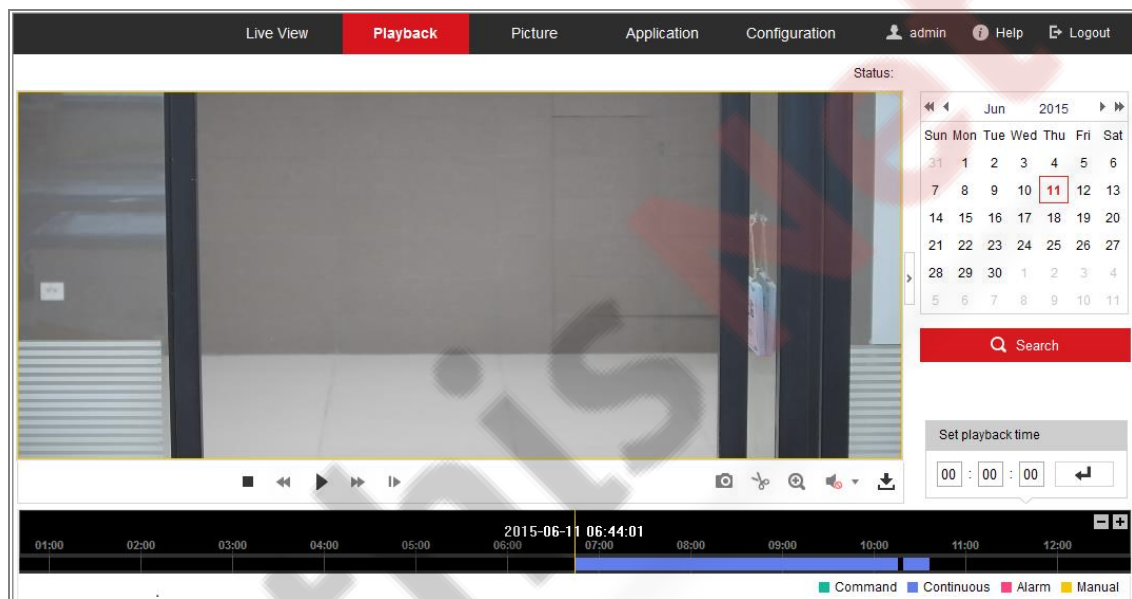 Live View Playback Picture Application Configuration admin Help Logout
Status:
Jun 2015
Sun Mon Tue Wed Thu Fri Sat
31 1 2 3 4 5 6
7 8 9 10 11 12 13
14 15 16 17 18 19 20
21 22 23 24 25 26 27
28 29 30 1 2 3 4
5 6 7 8 9 10 11
Search
Set playback time
00 : 00 : 00
2015-06-11 06:44:01
01:00 02:00 03:00 04:00 05:00 06:00 07:00 08:00 09:00 10:00 11:00 12:00
Command Continuous Alarm Manual